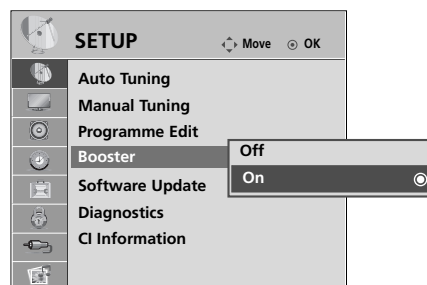 SETUP
Move OK
Auto Tuning
Manual Tuning
Programme Edit
Booster
Off
On
Software Update
Diagnostics
CI Information